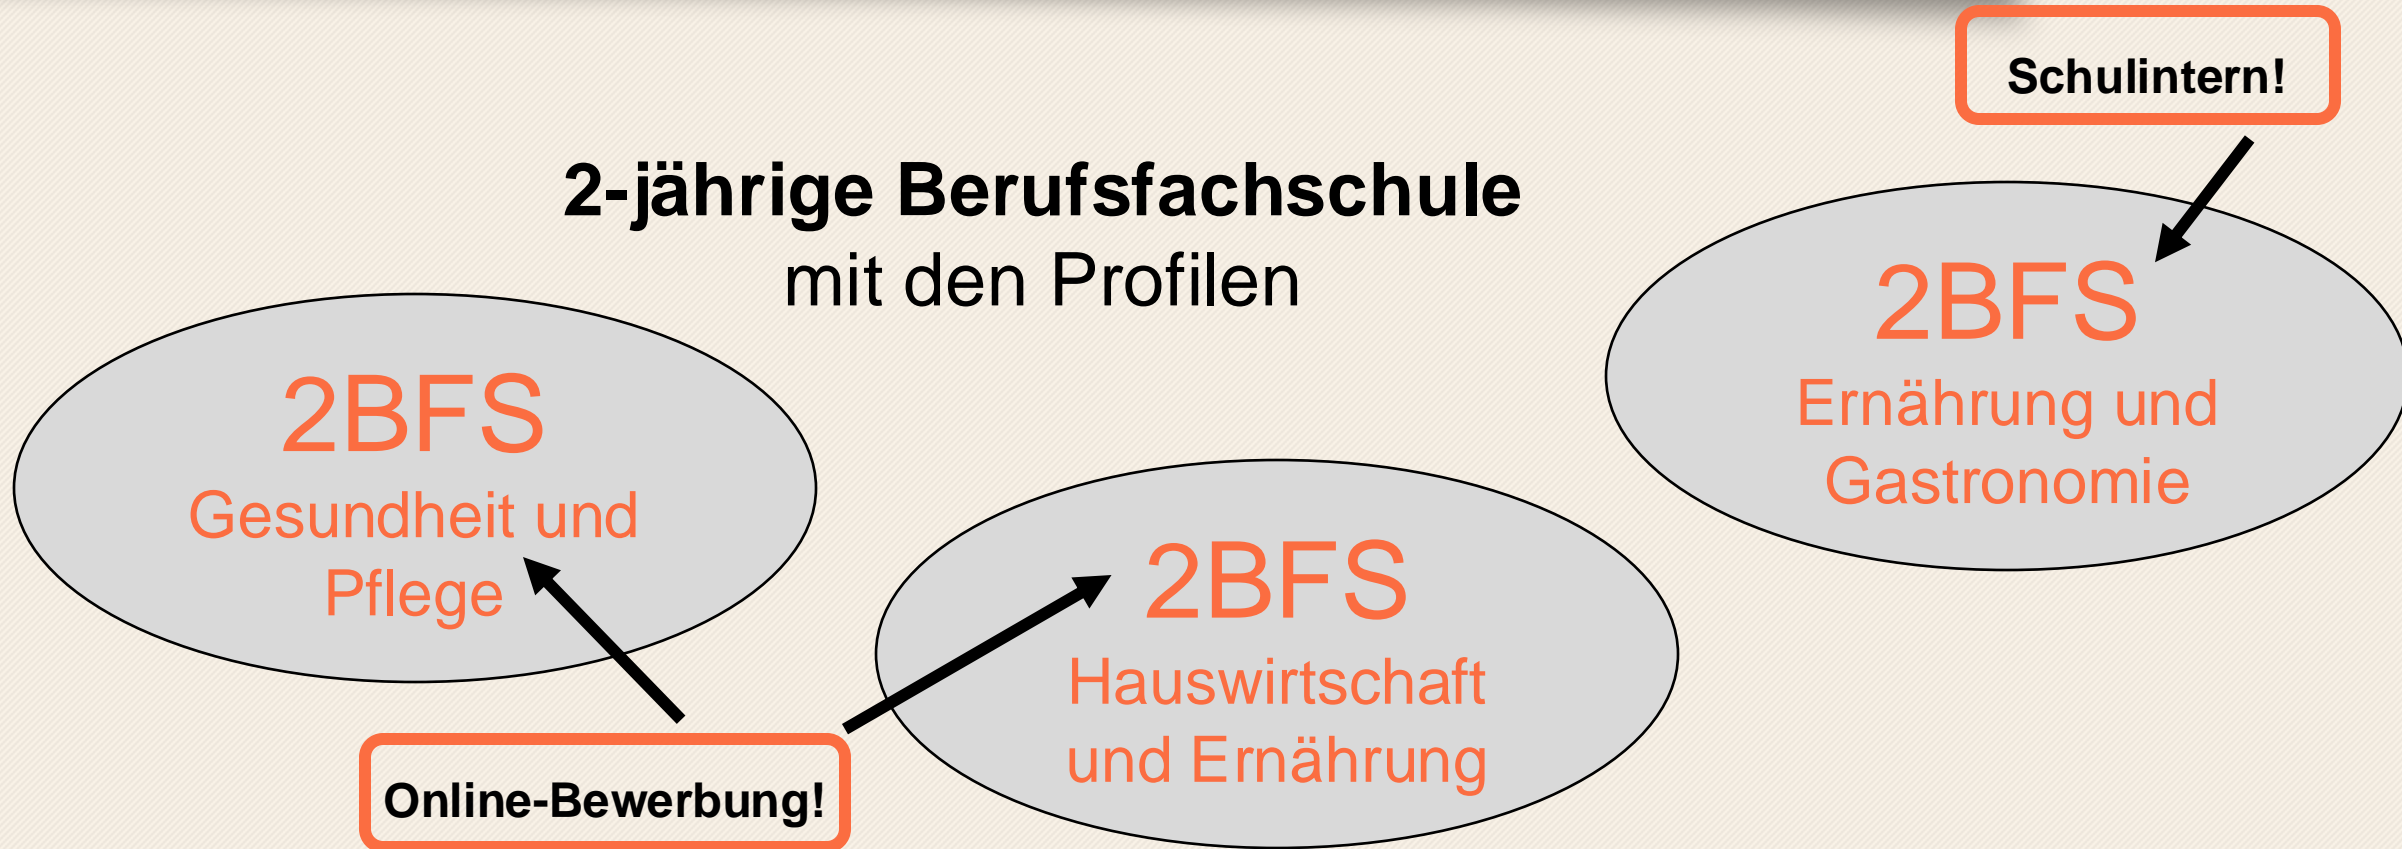 Schulintern!
2-jährige Berufsfachschule
mit den Profilen
2BFS
Gesundheit und
Pflege
2BFS
Hauswirtschaft
und Ernährung
2BFS
Ernährung und
Gastronomie
Online-Bewerbung!